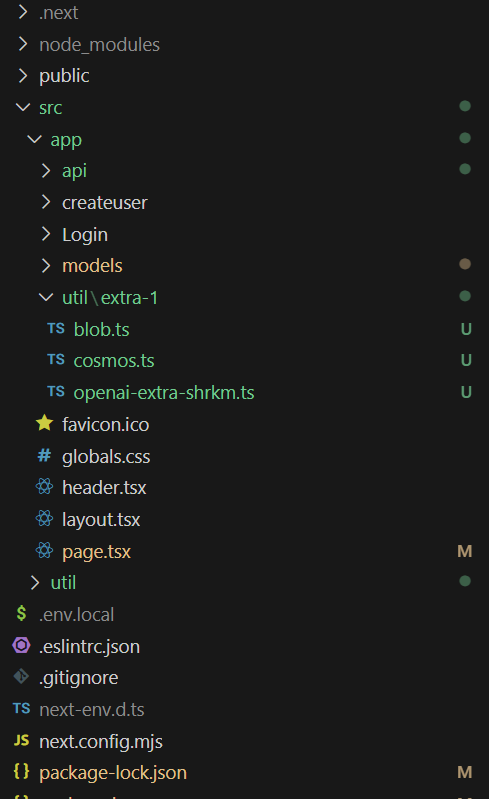 .next
node_modules
public
src
app
api
createuser
Login
models
util\extra-1
TS blob.ts U
TS cosmos.ts U
TS openai-extra-shrkm.ts U
favicon.ico
# globals.css
header.tsx
layout.tsx
page.tsx M
util
$ .env.local
.eslintrc.json
.gitignore
TS next-env.d.ts
JS next.config.mjs
{} package-lock.json M